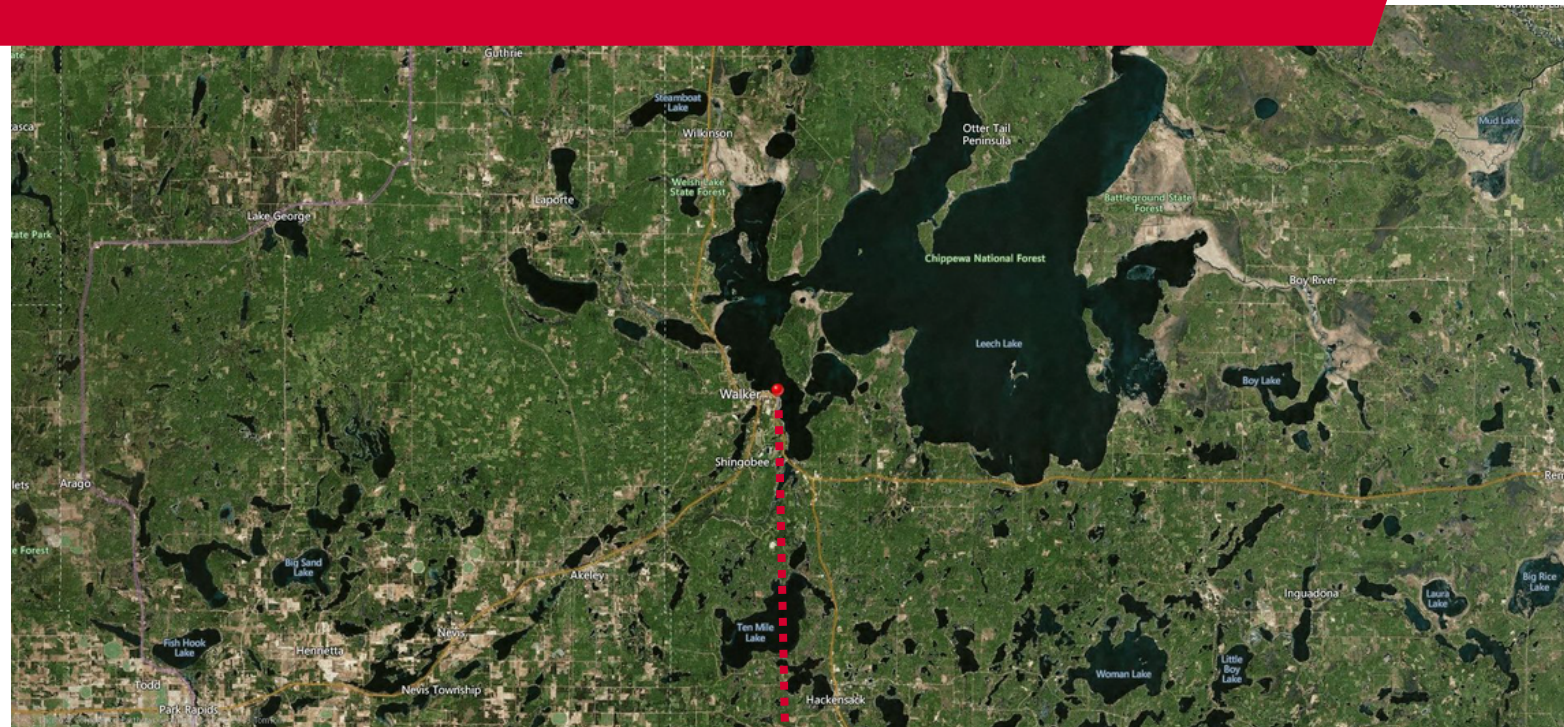 Guthrie
Steamboat
Lake
Mud Lake
Wilkinson
Otter Tail
Peninsula
Welsh Lake
State Forest
Laporte
Battleground State
Forest
Lake George
Chippewa National Forest
Boy River
Leech Lake
Boy Lake
Walker
Shingobee
Arago
Big Sand
Lake
Akeley
Big Rice
Lake
Inguadona
Laura
Lake
Ten Mile
Lake
Nevis
Fish Hook
Lake
Henrietta
Little
Boy
Lake
Woman Lake
Todd
Nevis Township
Hackensack
Park Rapids